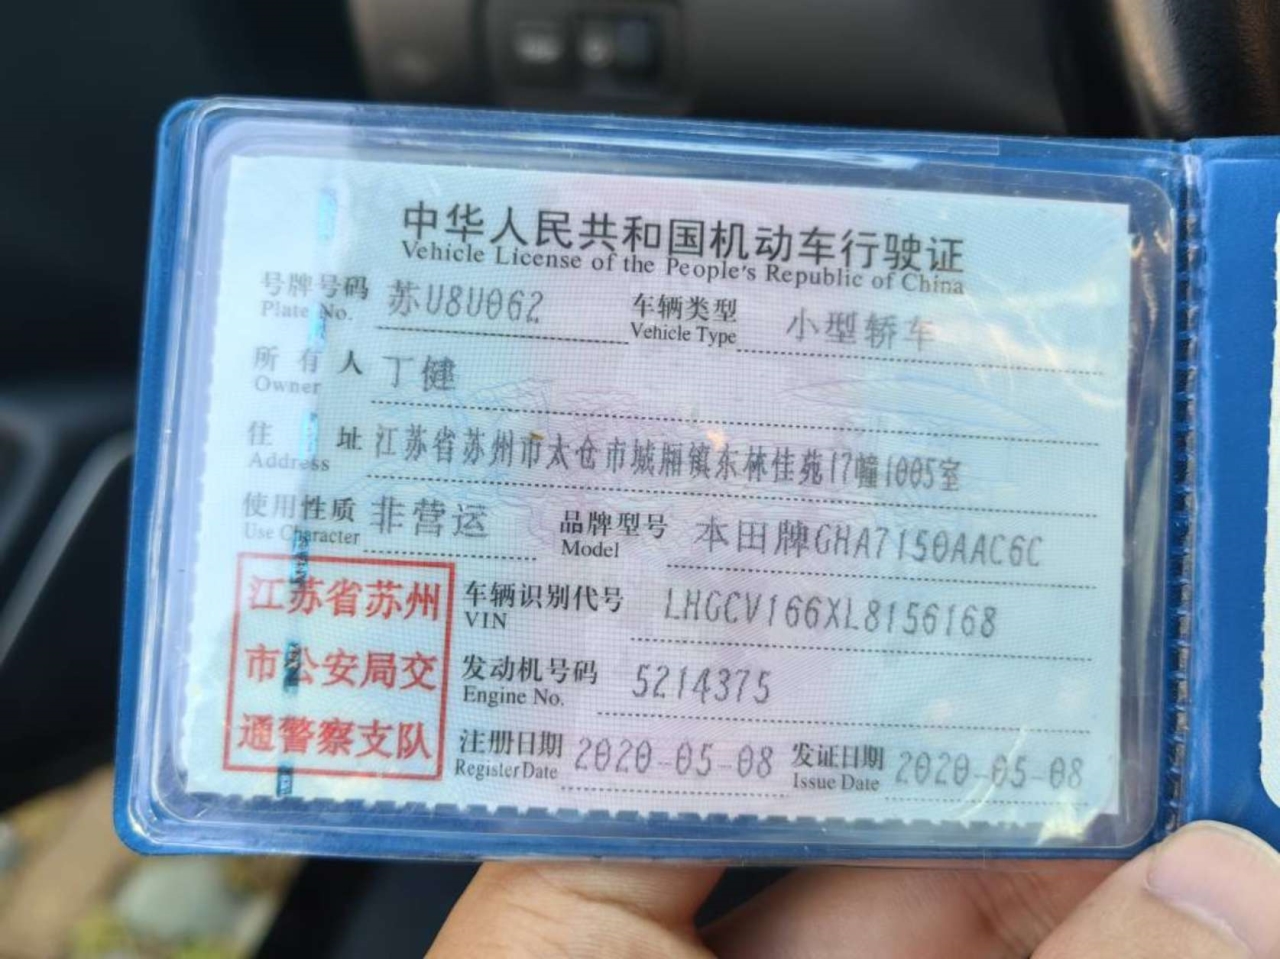 中华人民共和国机动车行驶证
Vehicle License of the People's Republic of China
号牌号码 苏U8U062 车辆类型 小型轿车
Plate No. Vehicle Type
所有人 丁健
Owner
住址 江苏省苏州市太仓市城厢镇东林佳苑17幢1005室
Address
使用性质 非营运 品牌型号 本田牌GHA7150AAC6C
Use Character Model
江苏省苏州
市公安局交
通警察支队
车辆识别代号 LHGCV166XL8156168
VIN
发动机号码 5214375
Engine No.
注册日期 2020-05-08 发证日期 2020-05-08
Register Date Issue Date